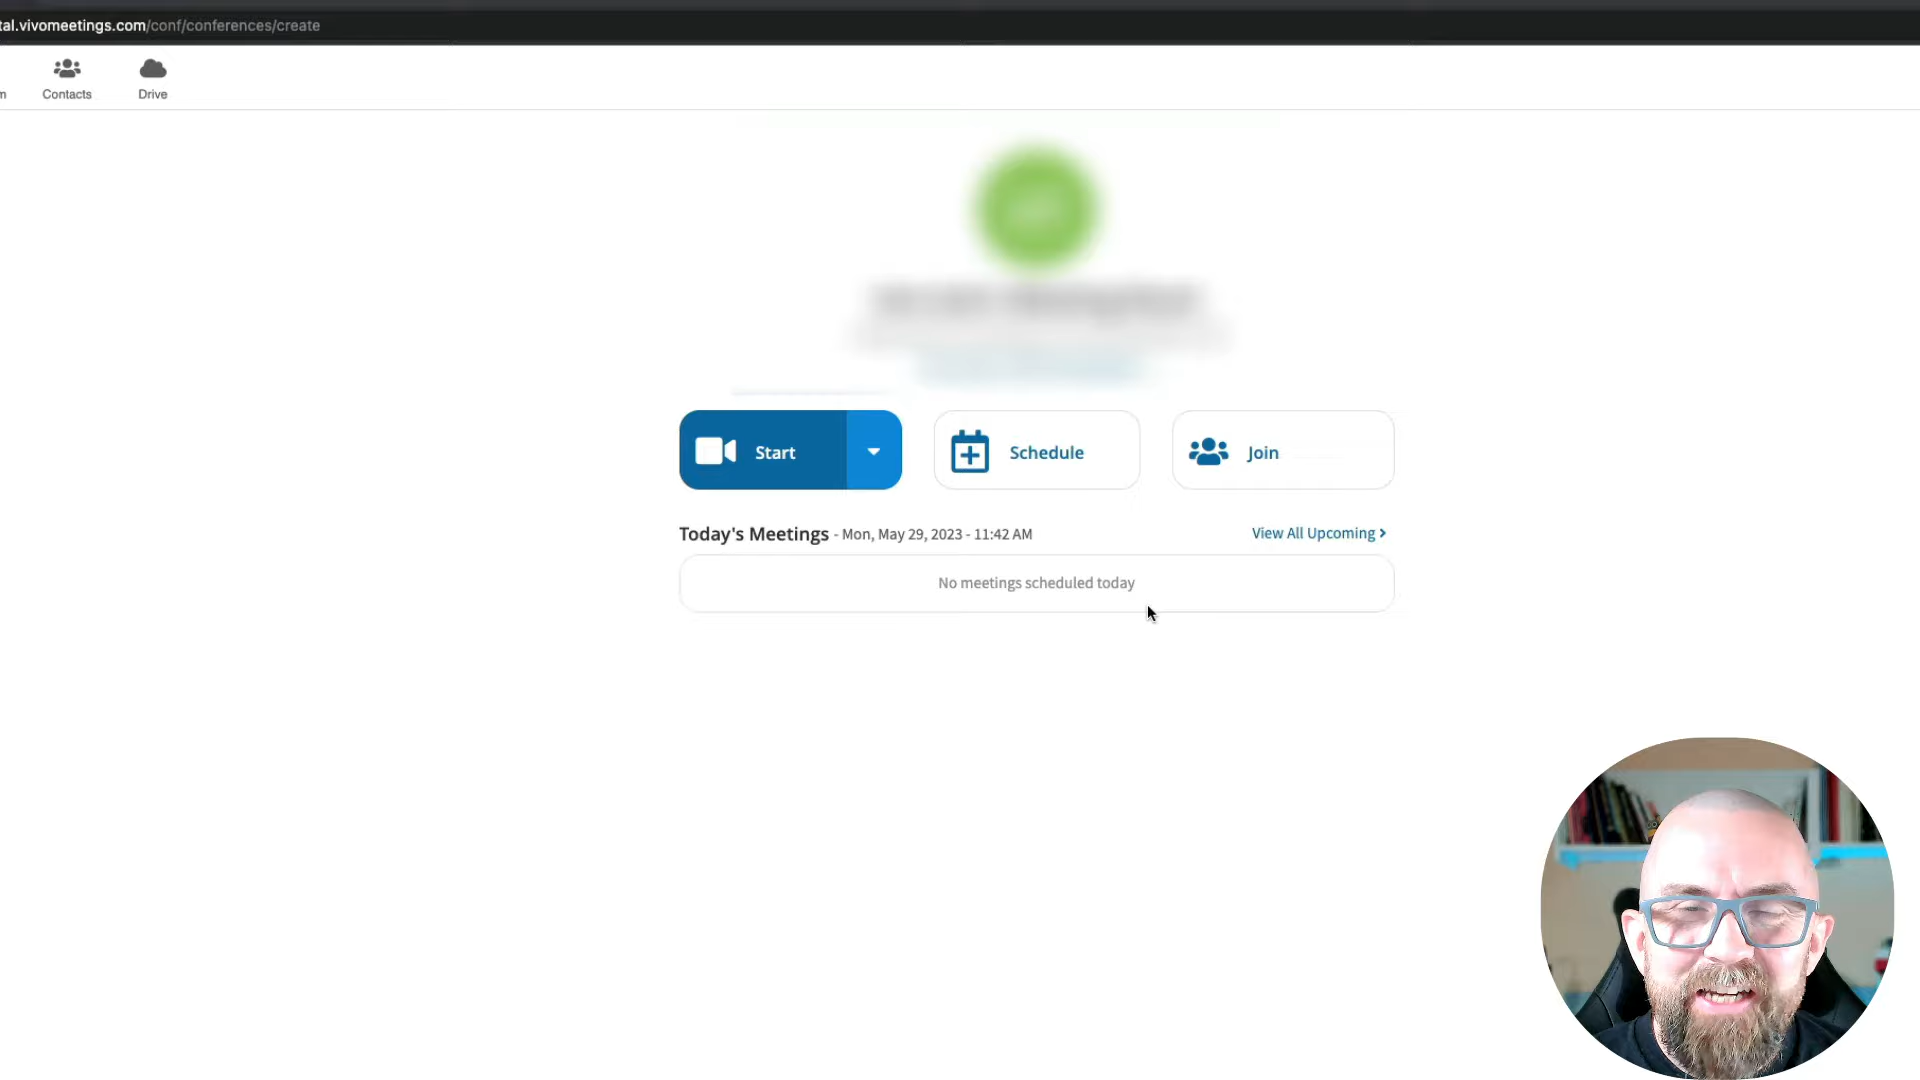 tal.vivomeetings.com/conf/conferences/create
m
Contacts
Drive
Start
Schedule
Join
Today's Meetings - Mon, May 29, 2023 - 11:42 AM
View All Upcoming
No meetings scheduled today